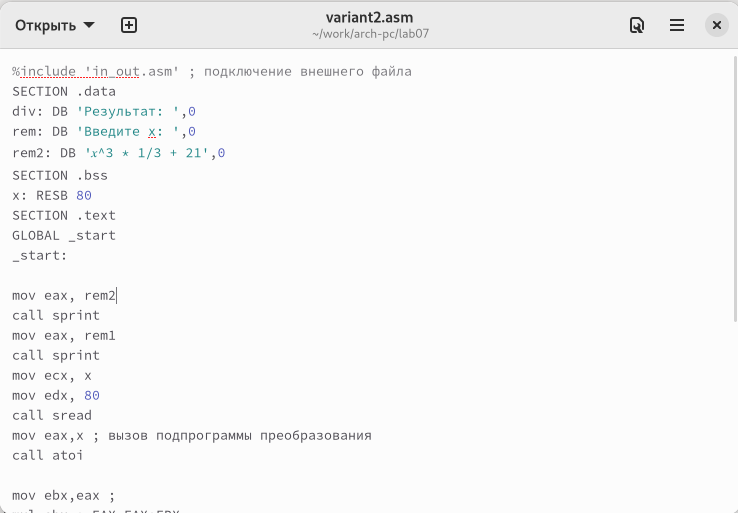 Открыть
variant2.asm
~/work/arch-pc/lab07
%include 'in_out.asm' ; подключение внешнего файла
SECTION .data
div: DB 'Результат: ',0
rem: DB 'Введите x: ',0
rem2: DB '𝑥^3 * 1/3 + 21',0
SECTION .bss
x: RESB 80
SECTION .text
GLOBAL _start
_start:
mov eax, rem2
call sprint
mov eax, rem1
call sprint
mov ecx, x
mov edx, 80
call sread
mov eax,x ; вызов подпрограммы преобразования
call atoi
mov ebx,eax ;